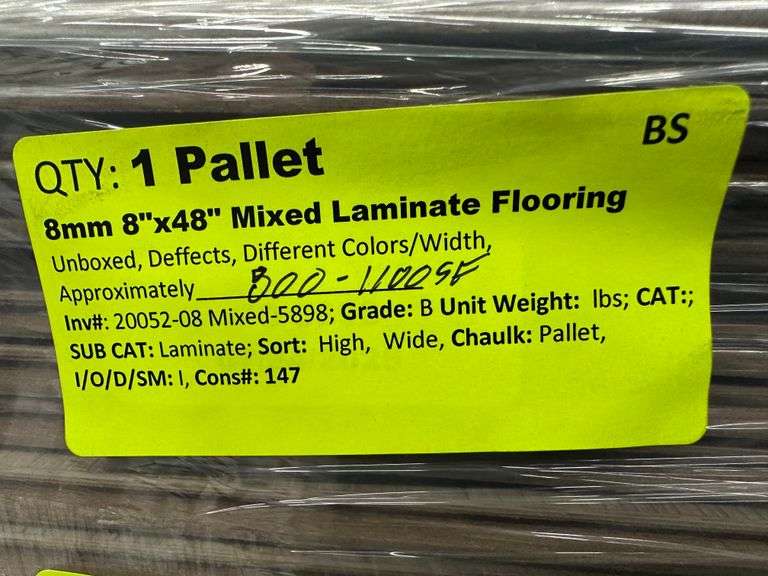 BS
QTY: 1 Pallet
8mm 8"x48" Mixed Laminate Flooring
Unboxed, Deffects, Different Colors/Width,
Approximately 800-1100SF
Inv#: 20052-08 Mixed-5898; Grade: B Unit Weight: lbs; CAT:;
SUB CAT: Laminate; Sort: High, Wide, Chaulk: Pallet,
I/O/D/SM: I, Cons#: 147